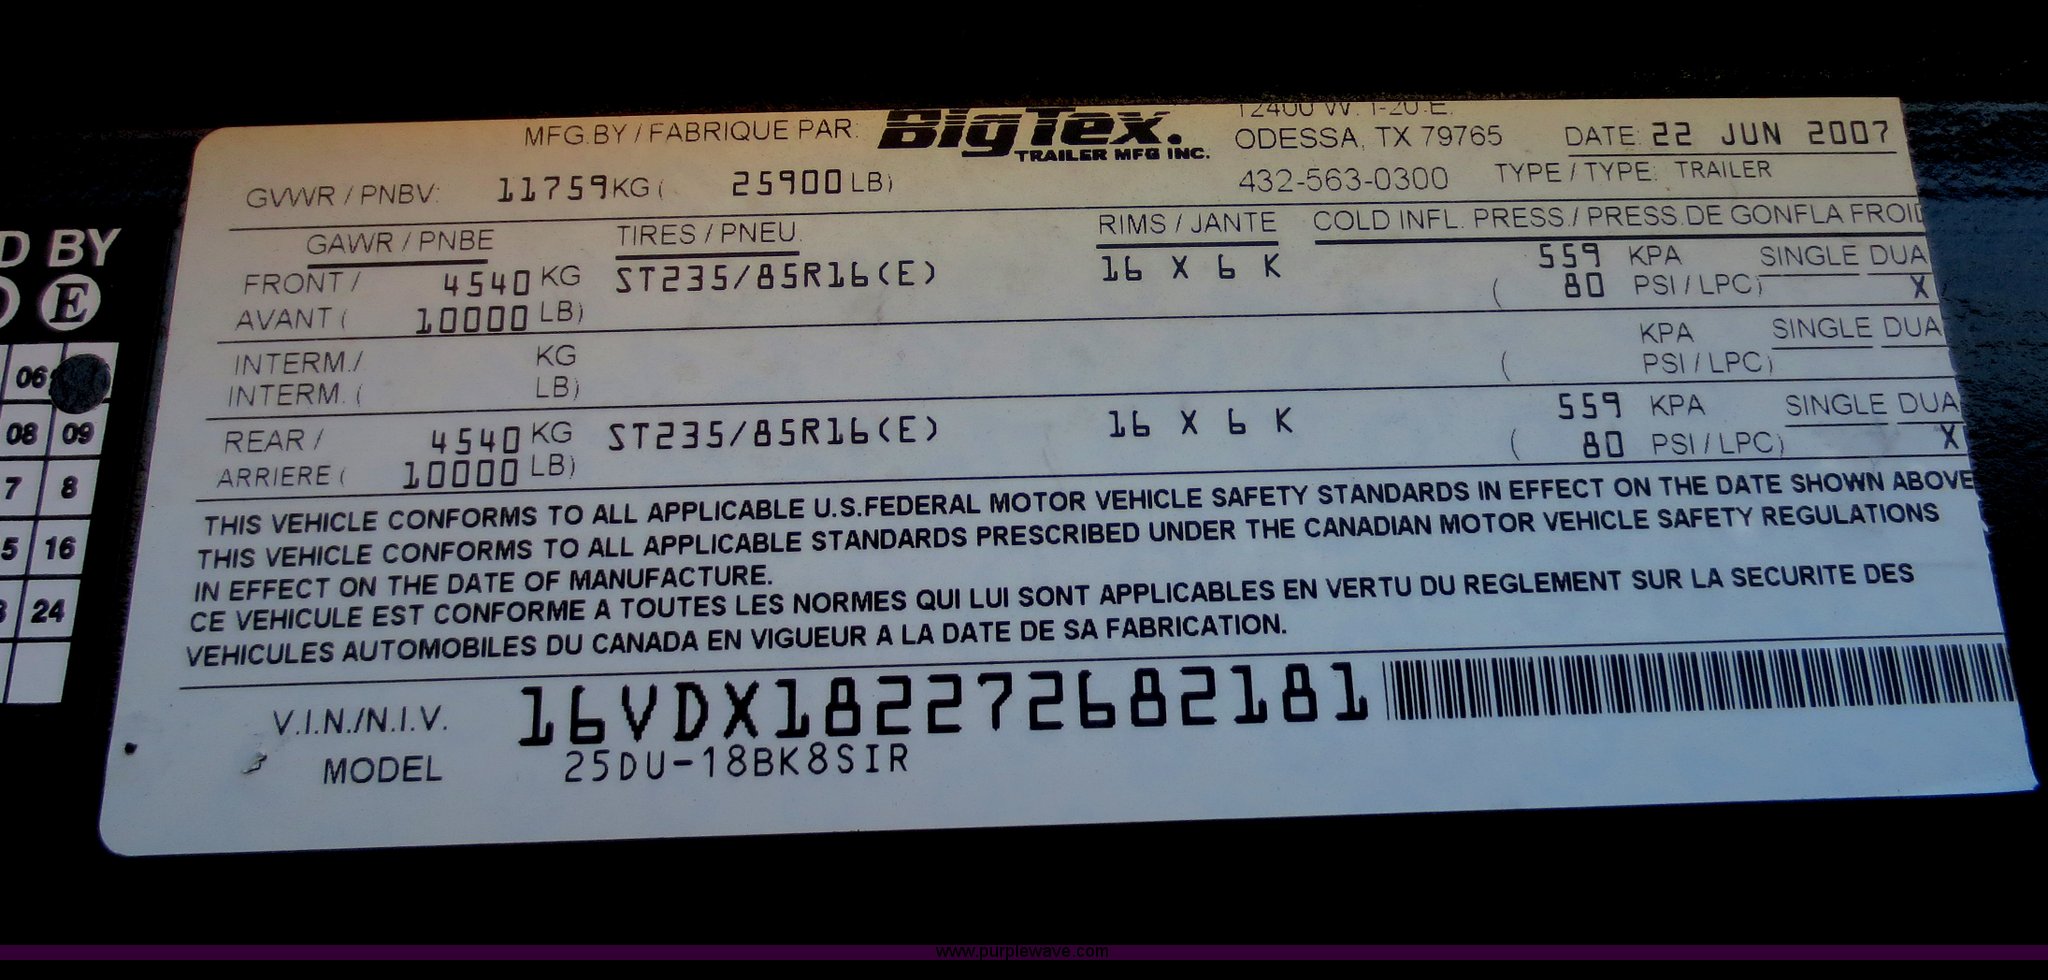 MFG.BY / FABRIQUE PAR: BigTex. 12400 W. I-20.E.
TRAILER MFG INC. ODESSA, TX 79765 DATE: 22 JUN 2007
GVWR / PNBV: 11759 KG ( 25900 LB) 432-563-0300 TYPE / TYPE: TRAILER
GAWR / PNBE TIRES / PNEU RIMS / JANTE COLD INFL. PRESS./ PRESS.DE GONFLA FROID
FRONT / 4540 KG ST235/85R16(E) 16 X 6 K 559 KPA SINGLE DUA
AVANT ( 10000 LB) ( 80 PSI / LPC) X
INTERM./ KG KPA SINGLE DUA
INTERM. ( LB) ( PSI / LPC)
REAR / 4540 KG ST235/85R16(E) 16 X 6 K 559 KPA SINGLE DUA
ARRIERE ( 10000 LB) ( 80 PSI / LPC) X
THIS VEHICLE CONFORMS TO ALL APPLICABLE U.S.FEDERAL MOTOR VEHICLE SAFETY STANDARDS IN EFFECT ON THE DATE SHOWN ABOVE
THIS VEHICLE CONFORMS TO ALL APPLICABLE STANDARDS PRESCRIBED UNDER THE CANADIAN MOTOR VEHICLE SAFETY REGULATIONS
IN EFFECT ON THE DATE OF MANUFACTURE.
CE VEHICULE EST CONFORME A TOUTES LES NORMES QUI LUI SONT APPLICABLES EN VERTU DU REGLEMENT SUR LA SECURITE DES
VEHICULES AUTOMOBILES DU CANADA EN VIGUEUR A LA DATE DE SA FABRICATION.
V.I.N./N.I.V. 16VDX182272682181
MODEL 25DU-18BK8SIR
D BY
E
06
08 09
7 8
5 16
24
www.purplewave.com